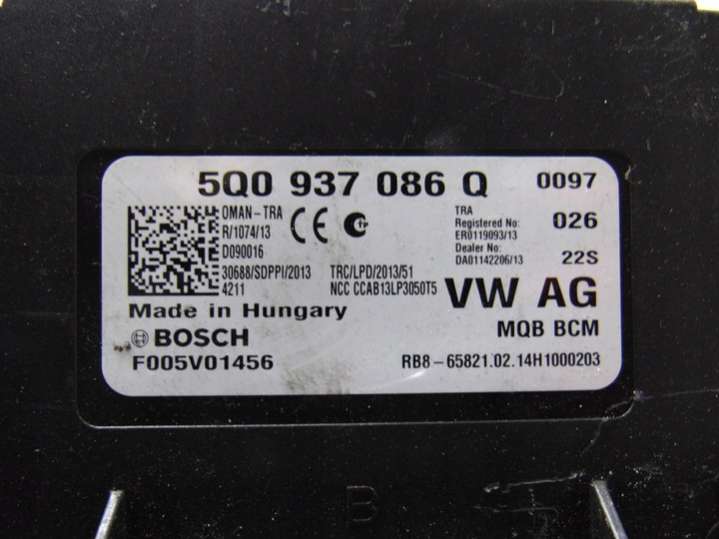 5Q0 937 086 Q 0097
OMAN-TRA
R/1074/13
D090016
30688/SDPPI/2013
4211
CE
TRC/LPD/2013/51
NCC CCAB13LP3050T5
TRA
Registered No:
ER0119093/13
Dealer No:
DA01142206/13
026
22S
VW AG
MQB BCM
Made in Hungary
BOSCH
F005V01456
RB8-65821.02.14H1000203
B